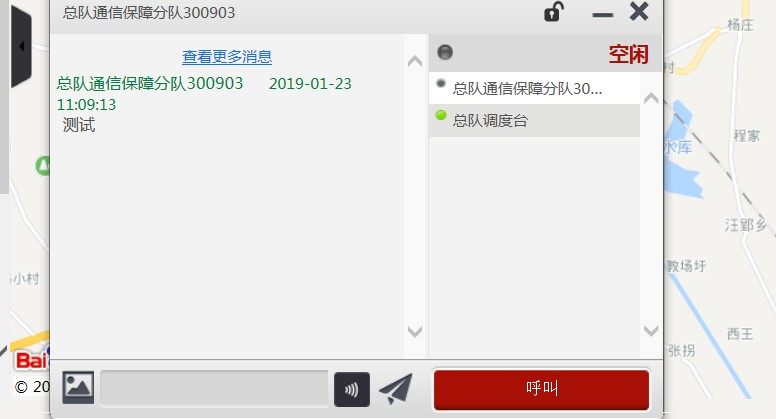 总队通信保障分队300903
查看更多消息
总队通信保障分队300903 2019-01-23
11:09:13
测试
空闲
总队通信保障分队30...
总队调度台
呼叫
杨庄
程家
水库
汪郢乡
教场圩
西王
张拐
小村
Bai
© 20